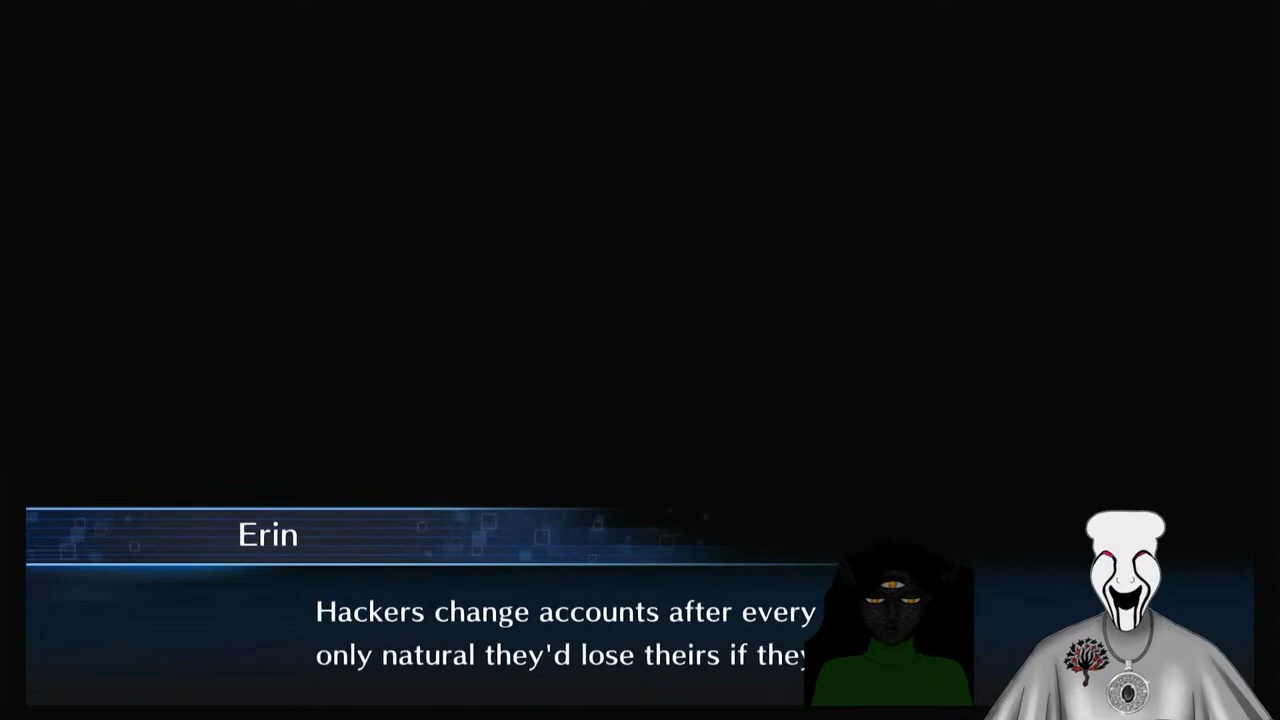 Erin
Hackers change accounts after every
only natural they'd lose theirs if they